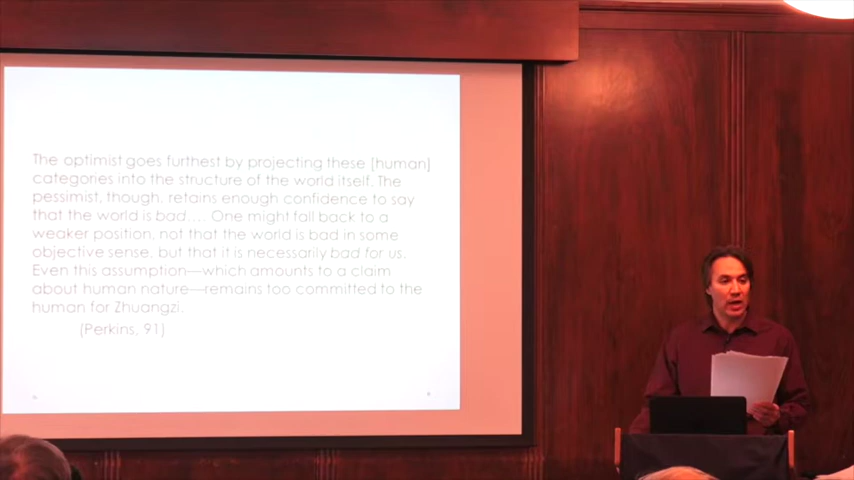 The optimist goes furthest by projecting these [human]
categories into the structure of the world itself. The
pessimist, though, retains enough confidence to say
that the world is bad.... One might fall back to a
weaker position, not that the world is bad in some
objective sense, but that it is necessarily bad for us.
Even this assumption—which amounts to a claim
about human nature—remains too committed to the
human for Zhuangzi.
(Perkins, 91)